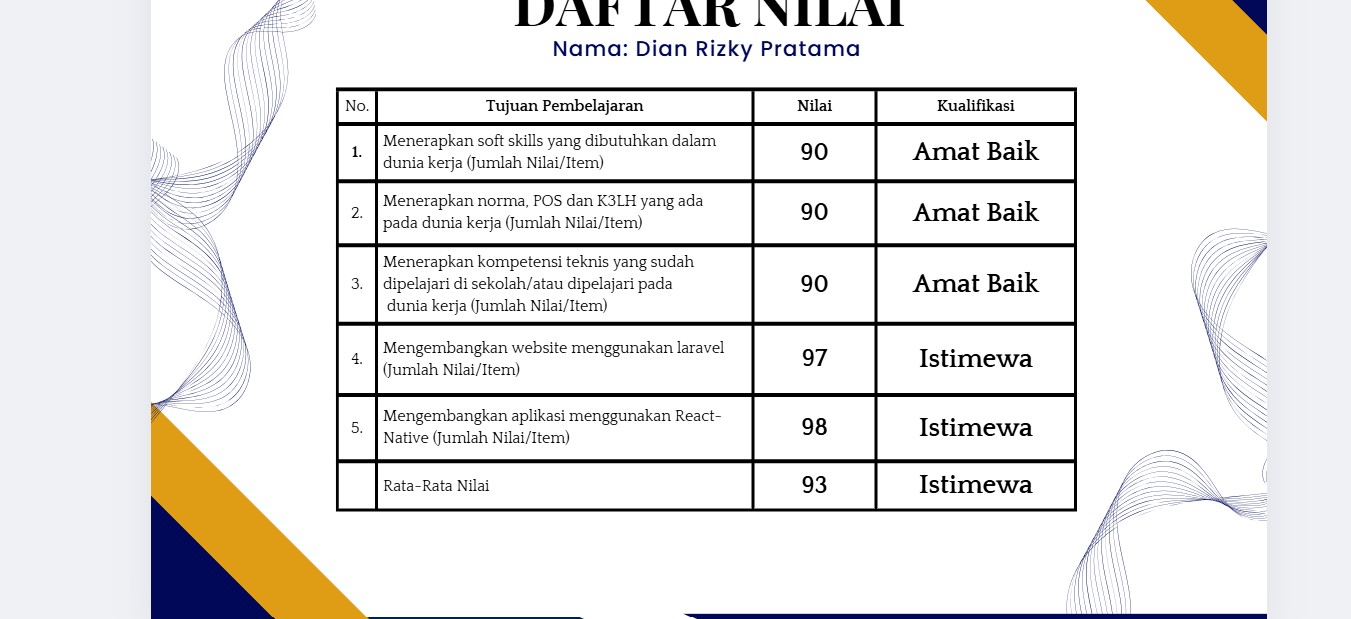 DAFTAR NILAI
Nama: Dian Rizky Pratama
No. Tujuan Pembelajaran Nilai Kualifikasi
1. Menerapkan soft skills yang dibutuhkan dalam
dunia kerja (Jumlah Nilai/Item) 90 Amat Baik
2. Menerapkan norma, POS dan K3LH yang ada
pada dunia kerja (Jumlah Nilai/Item) 90 Amat Baik
3. Menerapkan kompetensi teknis yang sudah
dipelajari di sekolah/atau dipelajari pada
dunia kerja (Jumlah Nilai/Item) 90 Amat Baik
4. Mengembangkan website menggunakan laravel
(Jumlah Nilai/Item) 97 Istimewa
5. Mengembangkan aplikasi menggunakan React-
Native (Jumlah Nilai/Item) 98 Istimewa
Rata-Rata Nilai 93 Istimewa